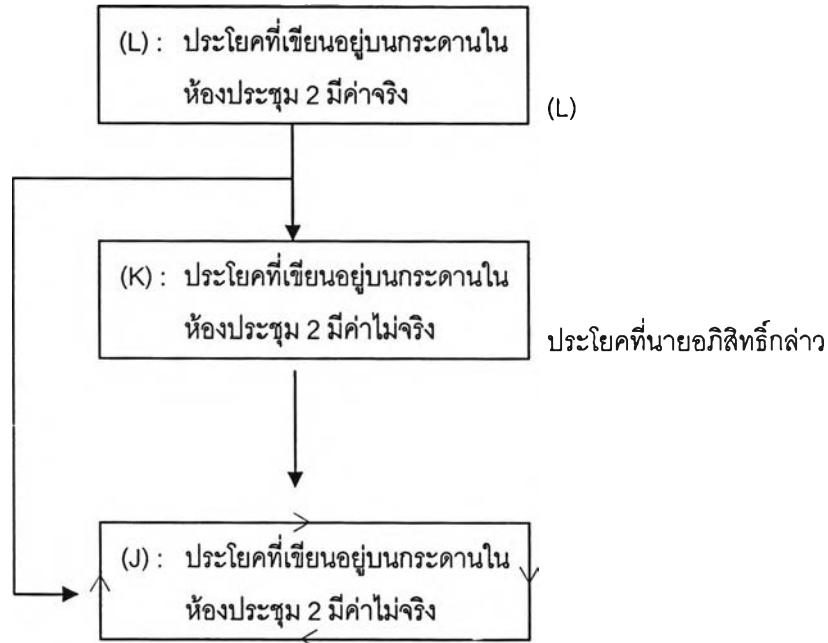 (L) : ประโยคที่เขียนอยู่บนกระดานใน
ห้องประชุม 2 มีค่าจริง
(L)
(K) : ประโยคที่เขียนอยู่บนกระดานใน
ห้องประชุม 2 มีค่าไม่จริง
ประโยคที่นายอภิสิทธิ์กล่าว
(J) : ประโยคที่เขียนอยู่บนกระดานใน
ห้องประชุม 2 มีค่าไม่จริง